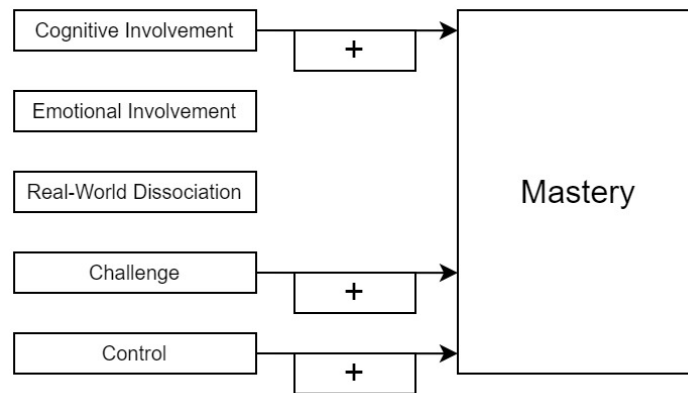 Cognitive Involvement
+
Emotional Involvement
Real-World Dissociation
Mastery
Challenge
+
Control
+